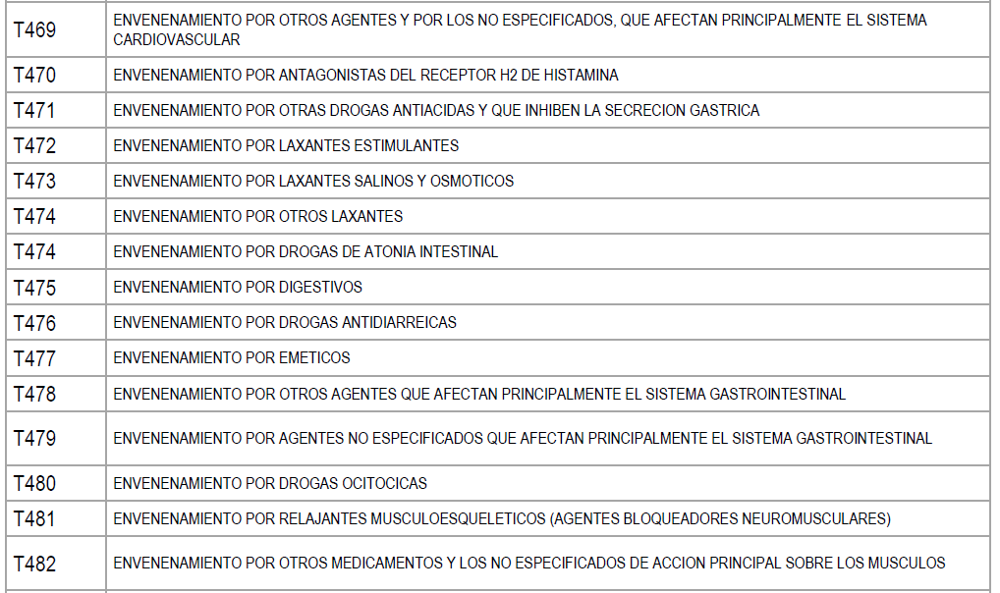 T469
ENVENENAMIENTO POR OTROS AGENTES Y POR LOS NO ESPECIFICADOS, QUE AFECTAN PRINCIPALMENTE EL SISTEMA
CARDIOVASCULAR
T470 ENVENENAMIENTO POR ANTAGONISTAS DEL RECEPTOR H2 DE HISTAMINA
T471 ENVENENAMIENTO POR OTRAS DROGAS ANTIACIDAS Y QUE INHIBEN LA SECRECION GASTRICA
T472 ENVENENAMIENTO POR LAXANTES ESTIMULANTES
T473 ENVENENAMIENTO POR LAXANTES SALINOS Y OSMOTICOS
T474 ENVENENAMIENTO POR OTROS LAXANTES
T474 ENVENENAMIENTO POR DROGAS DE ATONIA INTESTINAL
T475 ENVENENAMIENTO POR DIGESTIVOS
T476 ENVENENAMIENTO POR DROGAS ANTIDIARREICAS
T477 ENVENENAMIENTO POR EMETICOS
T478 ENVENENAMIENTO POR OTROS AGENTES QUE AFECTAN PRINCIPALMENTE EL SISTEMA GASTROINTESTINAL
T479 ENVENENAMIENTO POR AGENTES NO ESPECIFICADOS QUE AFECTAN PRINCIPALMENTE EL SISTEMA GASTROINTESTINAL
T480 ENVENENAMIENTO POR DROGAS OCITOCICAS
T481 ENVENENAMIENTO POR RELAJANTES MUSCULOESQUELETICOS (AGENTES BLOQUEADORES NEUROMUSCULARES)
T482 ENVENENAMIENTO POR OTROS MEDICAMENTOS Y LOS NO ESPECIFICADOS DE ACCION PRINCIPAL SOBRE LOS MUSCULOS